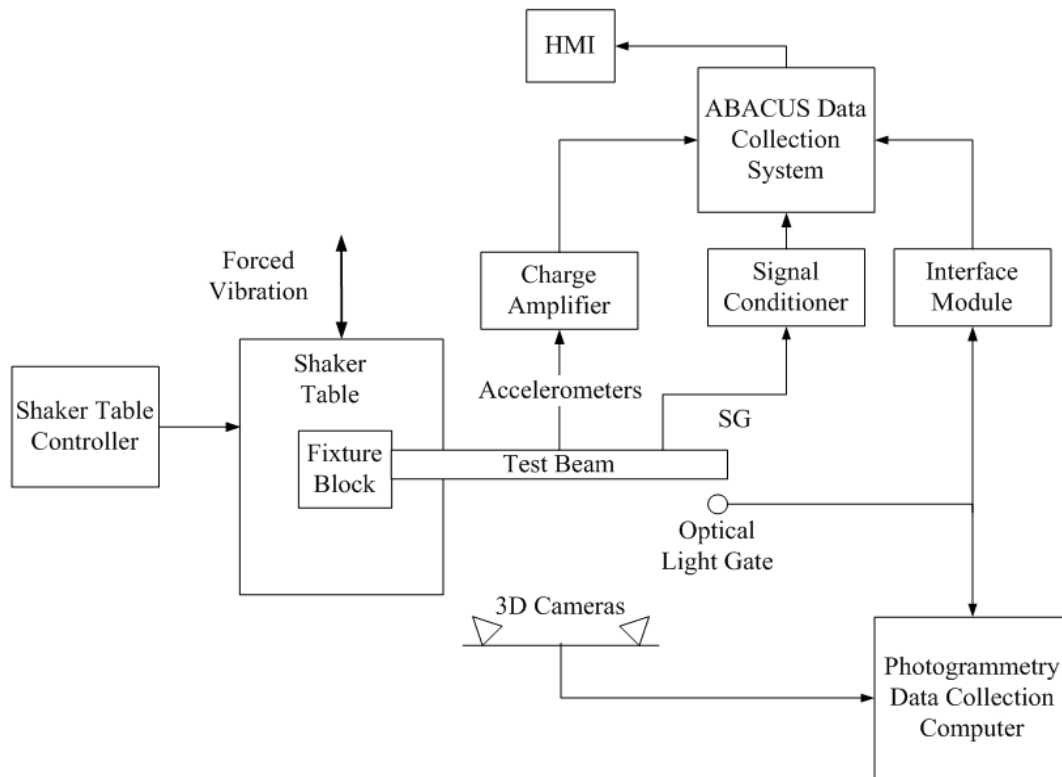 HMI
ABACUS Data
Collection
System
Forced
Vibration
Charge
Amplifier
Signal
Conditioner
Interface
Module
Shaker
Table
Shaker Table
Controller
Accelerometers
SG
Fixture
Block
Test Beam
Optical
Light Gate
3D Cameras
Photogrammetry
Data Collection
Computer